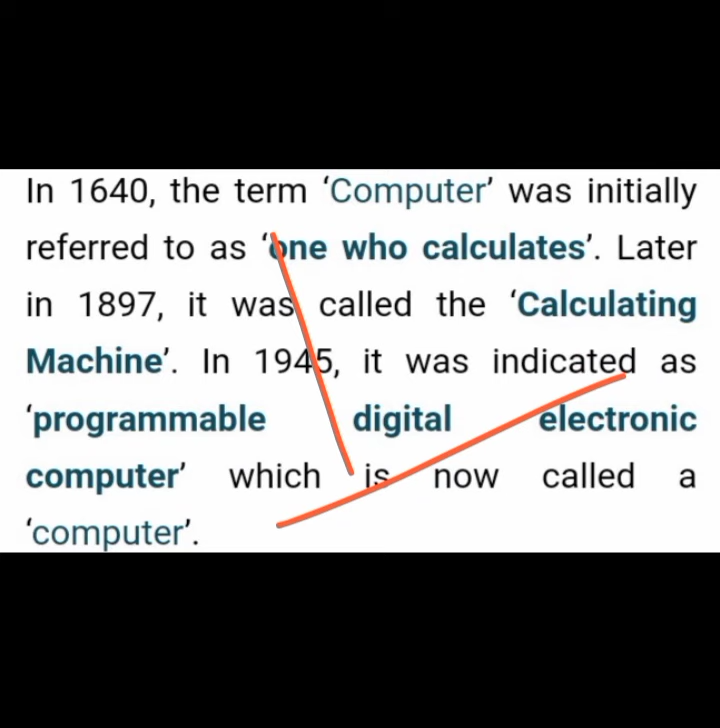 In 1640, the term ‘Computer’ was initially
referred to as ‘one who calculates’. Later
in 1897, it was called the ‘Calculating
Machine’. In 1945, it was indicated as
‘programmable digital electronic
computer’ which is now called a
‘computer’.